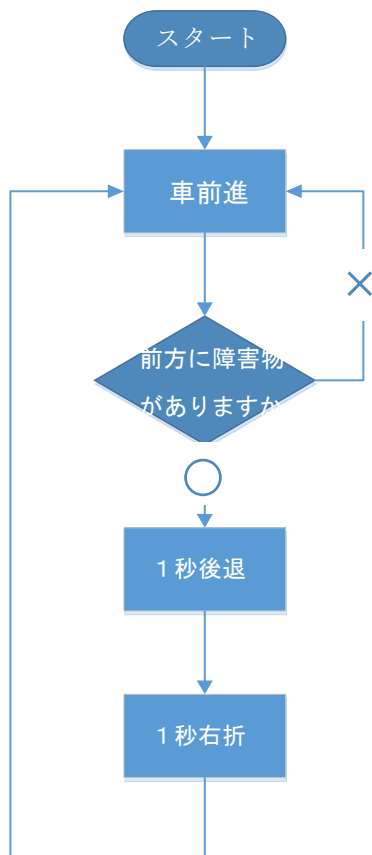 スタート
車前進
×
前方に障害物
がありますか
○
１秒後退
１秒右折